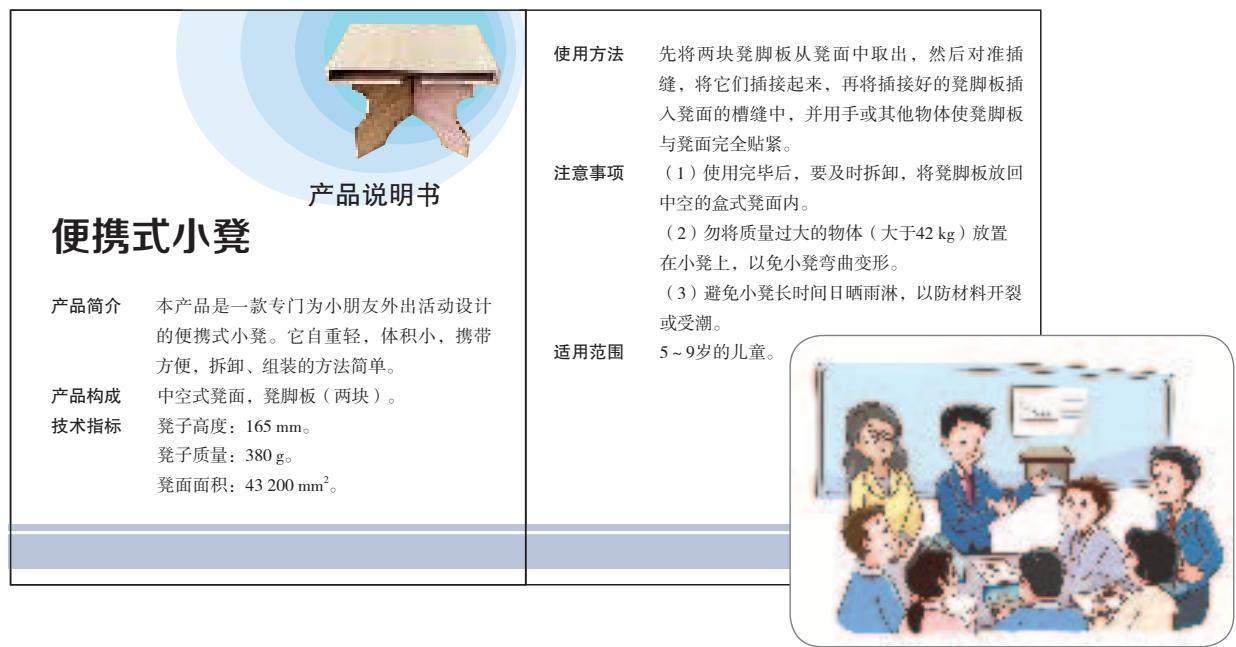 产品说明书
便携式小凳
产品简介 本产品是一款专门为小朋友外出活动设计
的便携式小凳。它自重轻，体积小，携带
方便，拆卸、组装的方法简单。
产品构成 中空式凳面，凳脚板（两块）。
技术指标 凳子高度：165 mm。
凳子质量：380 g。
凳面面积：43 200 mm²。
使用方法 先将两块凳脚板从凳面中取出，然后对准插
缝，将它们插接起来，再将插接好的凳脚板插
入凳面的槽缝中，并用手或其他物体使凳脚板
与凳面完全贴紧。
注意事项 （1）使用完毕后，要及时拆卸，将凳脚板放回
中空的盒式凳面内。
（2）勿将质量过大的物体（大于42 kg）放置
在小凳上，以免小凳弯曲变形。
（3）避免小凳长时间日晒雨淋，以防材料开裂
或受潮。
适用范围 5~9岁的儿童。